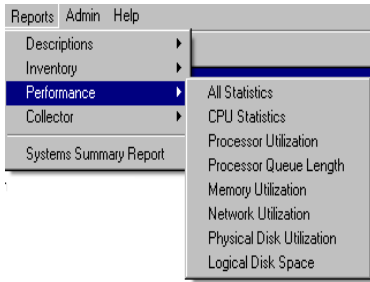 Reports Admin Help
Descriptions
Inventory
Performance
Collector
Systems Summary Report
All Statistics
CPU Statistics
Processor Utilization
Processor Queue Length
Memory Utilization
Network Utilization
Physical Disk Utilization
Logical Disk Space